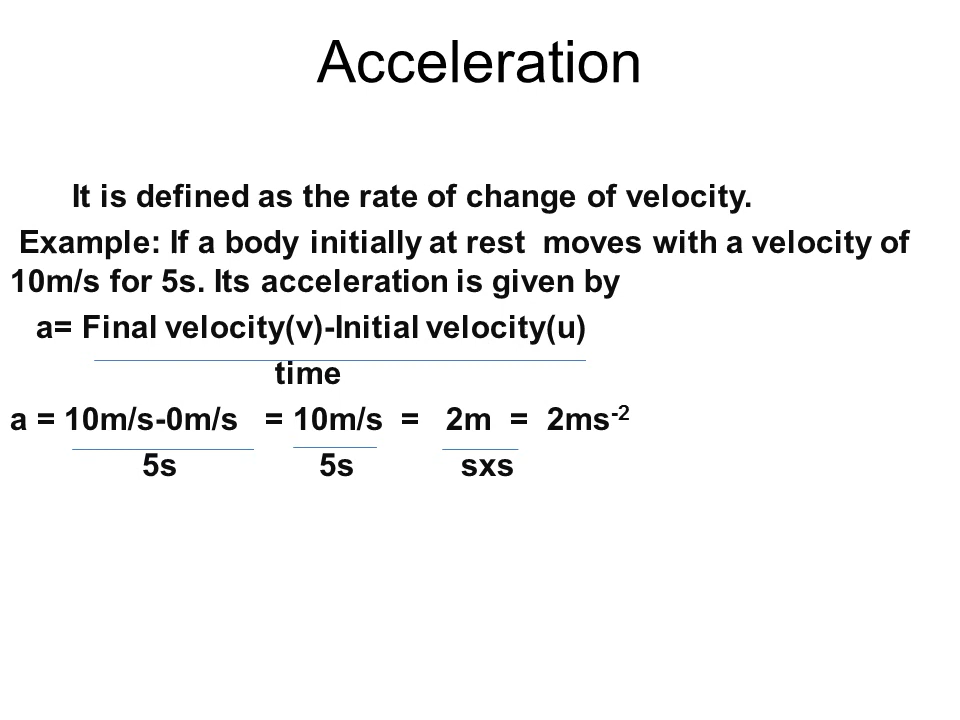 Acceleration
It is defined as the rate of change of velocity.
Example: If a body initially at rest moves with a velocity of
10m/s for 5s. Its acceleration is given by
a= Final velocity(v)-Initial velocity(u)
time
a = 10m/s-0m/s = 10m/s = 2m = 2ms⁻²
5s 5s sxs